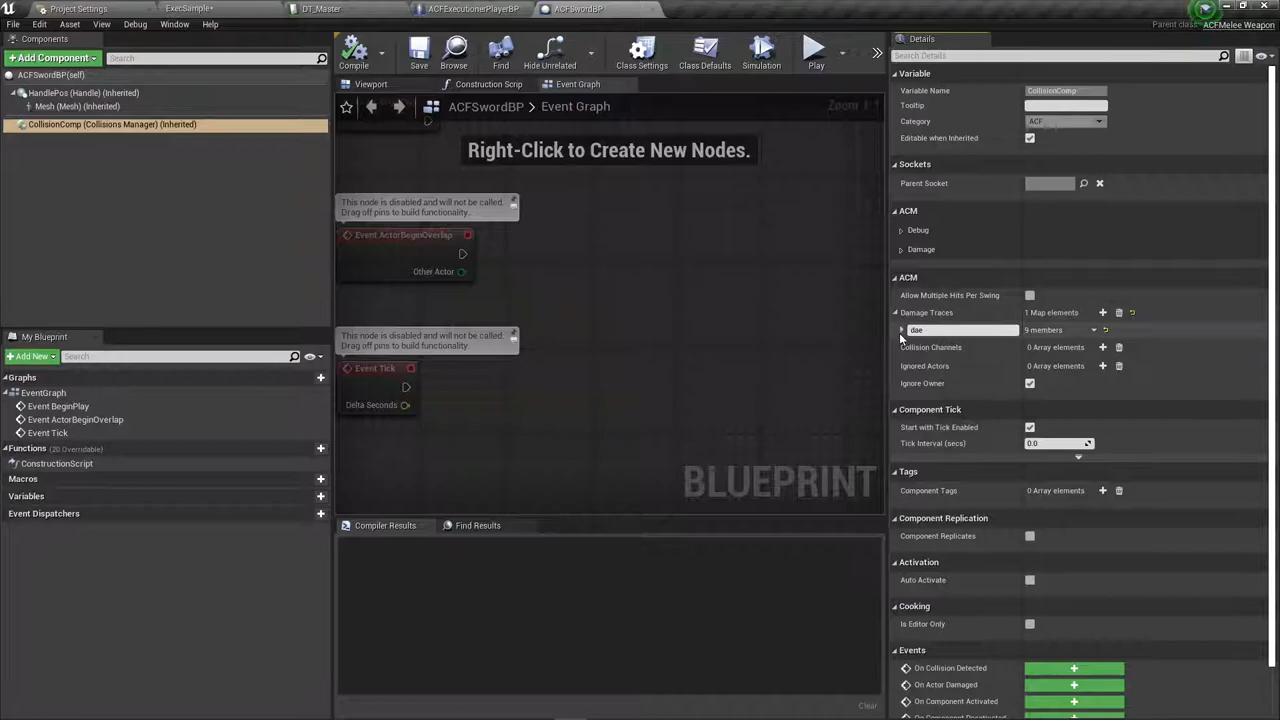 Project Settings
ExecSample*
DT_Master
ACFExecutionerPlayerBP
ACFSwordBP
File Edit Asset View Debug Window Help
Parent class: ACFMelee Weapon
Components
+Add Component
Search
ACFSwordBP(self)
HandlePos (Handle) (Inherited)
Mesh (Mesh) (Inherited)
CollisionComp (Collisions Manager) (Inherited)
My Blueprint
+Add New
Search
Graphs
EventGraph
Event BeginPlay
Event ActorBeginOverlap
Event Tick
Functions (20 Overridable)
ConstructionScript
Macros
Variables
Event Dispatchers
Compile
Save
Browse
Find
Hide Unrelated
Class Settings
Class Defaults
Simulation
Play
Viewport
Construction Scrip
Event Graph
ACFSwordBP > Event Graph
Right-Click to Create New Nodes.
This node is disabled and will not be called.
Drag off pins to build functionality.
Event ActorBeginOverlap
Other Actor
This node is disabled and will not be called.
Drag off pins to build functionality.
Event Tick
Delta Seconds
BLUEPRINT
Compiler Results
Find Results
Clear
Details
Search Details
Variable
Variable Name CollisionComp
Tooltip
Category ACF
Editable when Inherited
Sockets
Parent Socket
ACM
Debug
Damage
ACM
Allow Multiple Hits Per Swing
Damage Traces 1 Map elements
dae 9 members
Collision Channels 0 Array elements
Ignored Actors 0 Array elements
Ignore Owner
Component Tick
Start with Tick Enabled
Tick Interval (secs) 0.0
Tags
Component Tags 0 Array elements
Component Replication
Component Replicates
Activation
Auto Activate
Cooking
Is Editor Only
Events
On Collision Detected
On Actor Damaged
On Component Activated